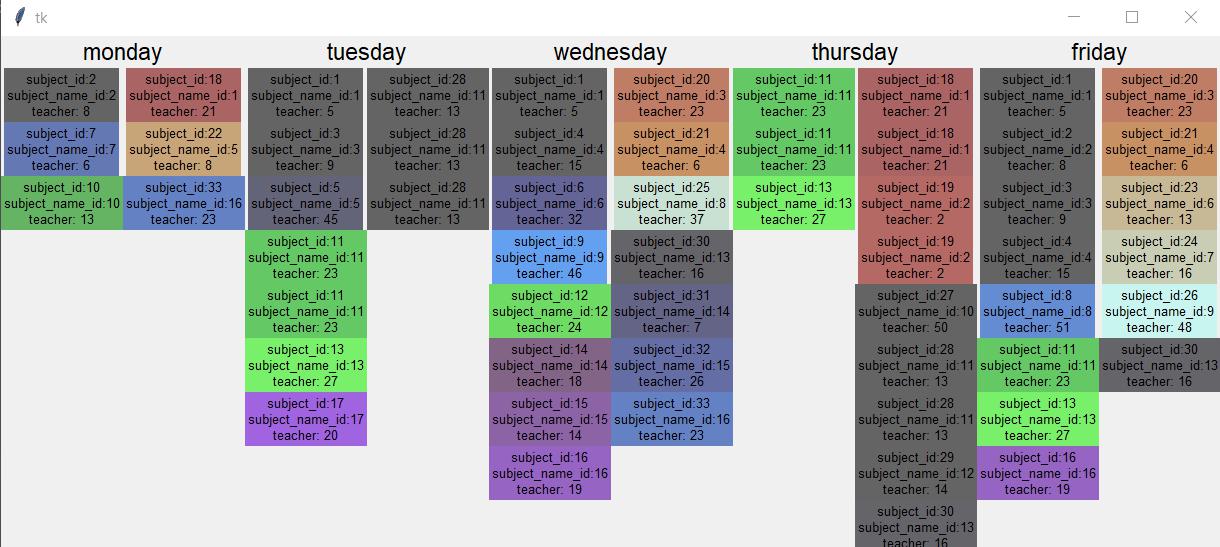 tk
monday
subject_id:2
subject_name_id:2
teacher: 8
subject_id:7
subject_name_id:7
teacher: 6
subject_id:10
subject_name_id:10
teacher: 13
subject_id:18
subject_name_id:1
teacher: 21
subject_id:22
subject_name_id:5
teacher: 8
subject_id:33
subject_name_id:16
teacher: 23
tuesday
subject_id:1
subject_name_id:1
teacher: 5
subject_id:3
subject_name_id:3
teacher: 9
subject_id:5
subject_name_id:5
teacher: 45
subject_id:11
subject_name_id:11
teacher: 23
subject_id:11
subject_name_id:11
teacher: 23
subject_id:13
subject_name_id:13
teacher: 27
subject_id:17
subject_name_id:17
teacher: 20
subject_id:28
subject_name_id:11
teacher: 13
subject_id:28
subject_name_id:11
teacher: 13
subject_id:28
subject_name_id:11
teacher: 13
wednesday
subject_id:1
subject_name_id:1
teacher: 5
subject_id:4
subject_name_id:4
teacher: 15
subject_id:6
subject_name_id:6
teacher: 32
subject_id:9
subject_name_id:9
teacher: 46
subject_id:12
subject_name_id:12
teacher: 24
subject_id:14
subject_name_id:14
teacher: 18
subject_id:15
subject_name_id:15
teacher: 14
subject_id:16
subject_name_id:16
teacher: 19
subject_id:20
subject_name_id:3
teacher: 23
subject_id:21
subject_name_id:4
teacher: 6
subject_id:25
subject_name_id:8
teacher: 37
subject_id:30
subject_name_id:13
teacher: 16
subject_id:31
subject_name_id:14
teacher: 7
subject_id:32
subject_name_id:15
teacher: 26
subject_id:33
subject_name_id:16
teacher: 23
thursday
subject_id:11
subject_name_id:11
teacher: 23
subject_id:11
subject_name_id:11
teacher: 23
subject_id:13
subject_name_id:13
teacher: 27
subject_id:18
subject_name_id:1
teacher: 21
subject_id:18
subject_name_id:1
teacher: 21
subject_id:19
subject_name_id:2
teacher: 2
subject_id:19
subject_name_id:2
teacher: 2
subject_id:27
subject_name_id:10
teacher: 50
subject_id:28
subject_name_id:11
teacher: 13
subject_id:28
subject_name_id:11
teacher: 13
subject_id:29
subject_name_id:12
teacher: 14
subject_id:30
subject_name_id:13
teacher: 16
friday
subject_id:1
subject_name_id:1
teacher: 5
subject_id:2
subject_name_id:2
teacher: 8
subject_id:3
subject_name_id:3
teacher: 9
subject_id:4
subject_name_id:4
teacher: 15
subject_id:8
subject_name_id:8
teacher: 51
subject_id:11
subject_name_id:11
teacher: 23
subject_id:13
subject_name_id:13
teacher: 27
subject_id:16
subject_name_id:16
teacher: 19
subject_id:20
subject_name_id:3
teacher: 23
subject_id:21
subject_name_id:4
teacher: 6
subject_id:23
subject_name_id:6
teacher: 13
subject_id:24
subject_name_id:7
teacher: 16
subject_id:26
subject_name_id:9
teacher: 48
subject_id:30
subject_name_id:13
teacher: 16